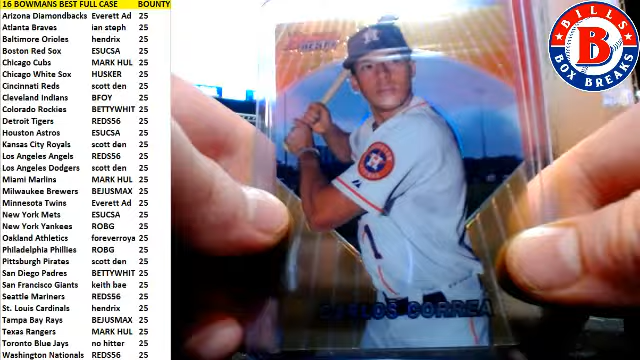 16 BOWMANS BEST FULL CASE BOUNTY
Arizona Diamondbacks Everett Ad 25
Atlanta Braves ian steph 25
Baltimore Orioles hendrix 25
Boston Red Sox ESUCSA 25
Chicago Cubs MARK HUL 25
Chicago White Sox HUSKER 25
Cincinnati Reds scott den 25
Cleveland Indians BFOY 25
Colorado Rockies BETTYWHIT 25
Detroit Tigers REDS56 25
Houston Astros ESUCSA 25
Kansas City Royals scott den 25
Los Angeles Angels REDS56 25
Los Angeles Dodgers scott den 25
Miami Marlins MARK HUL 25
Milwaukee Brewers BEJUSMAX 25
Minnesota Twins Everett Ad 25
New York Mets ESUCSA 25
New York Yankees ROBG 25
Oakland Athletics foreverroya 25
Philadelphia Phillies ROBG 25
Pittsburgh Pirates scott den 25
San Diego Padres BETTYWHIT 25
San Francisco Giants keith bae 25
Seattle Mariners REDS56 25
St. Louis Cardinals hendrix 25
Tampa Bay Rays BEJUSMAX 25
Texas Rangers MARK HUL 25
Toronto Blue Jays no hitter 25
Washington Nationals REDS56 25
BILLS
B
BOX BREAKS
ASTROS
1
CARLOS CORREA